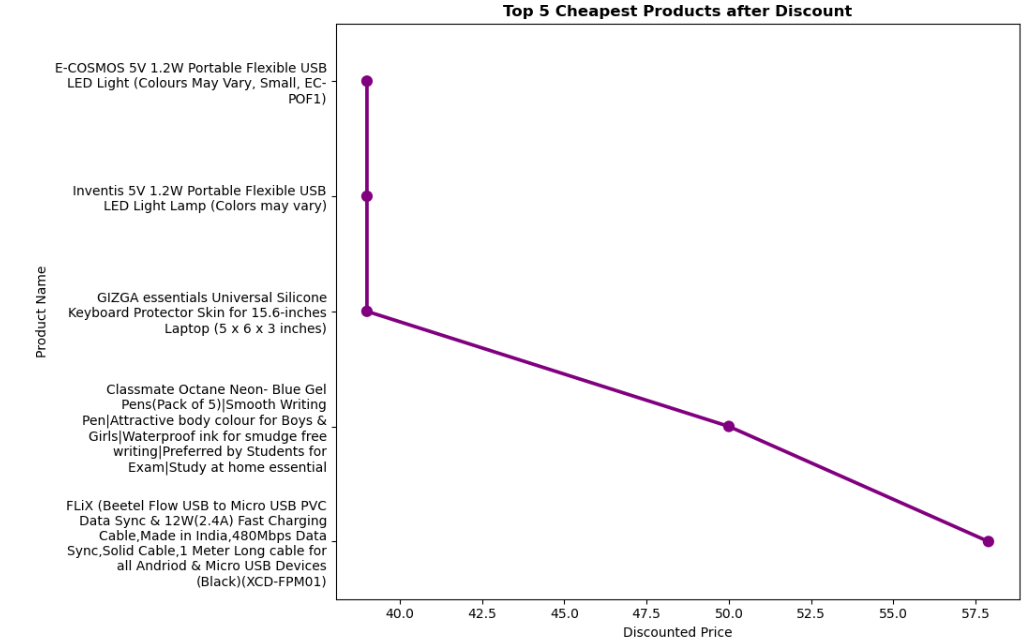 Top 5 Cheapest Products after Discount
E-COSMOS 5V 1.2W Portable Flexible USB
LED Light (Colours May Vary, Small, EC-
POF1)
Inventis 5V 1.2W Portable Flexible USB
LED Light Lamp (Colors may vary)
Product Name
GIZGA essentials Universal Silicone
Keyboard Protector Skin for 15.6-inches
Laptop (5 x 6 x 3 inches)
Classmate Octane Neon- Blue Gel
Pens(Pack of 5)|Smooth Writing
Pen|Attractive body colour for Boys &
Girls|Waterproof ink for smudge free
writing|Preferred by Students for
Exam|Study at home essential
FLiX (Beetel Flow USB to Micro USB PVC
Data Sync & 12W(2.4A) Fast Charging
Cable,Made in India,480Mbps Data
Sync,Solid Cable,1 Meter Long cable for
all Andriod & Micro USB Devices
(Black)(XCD-FPM01)
40.0 42.5 45.0 47.5 50.0 52.5 55.0 57.5
Discounted Price